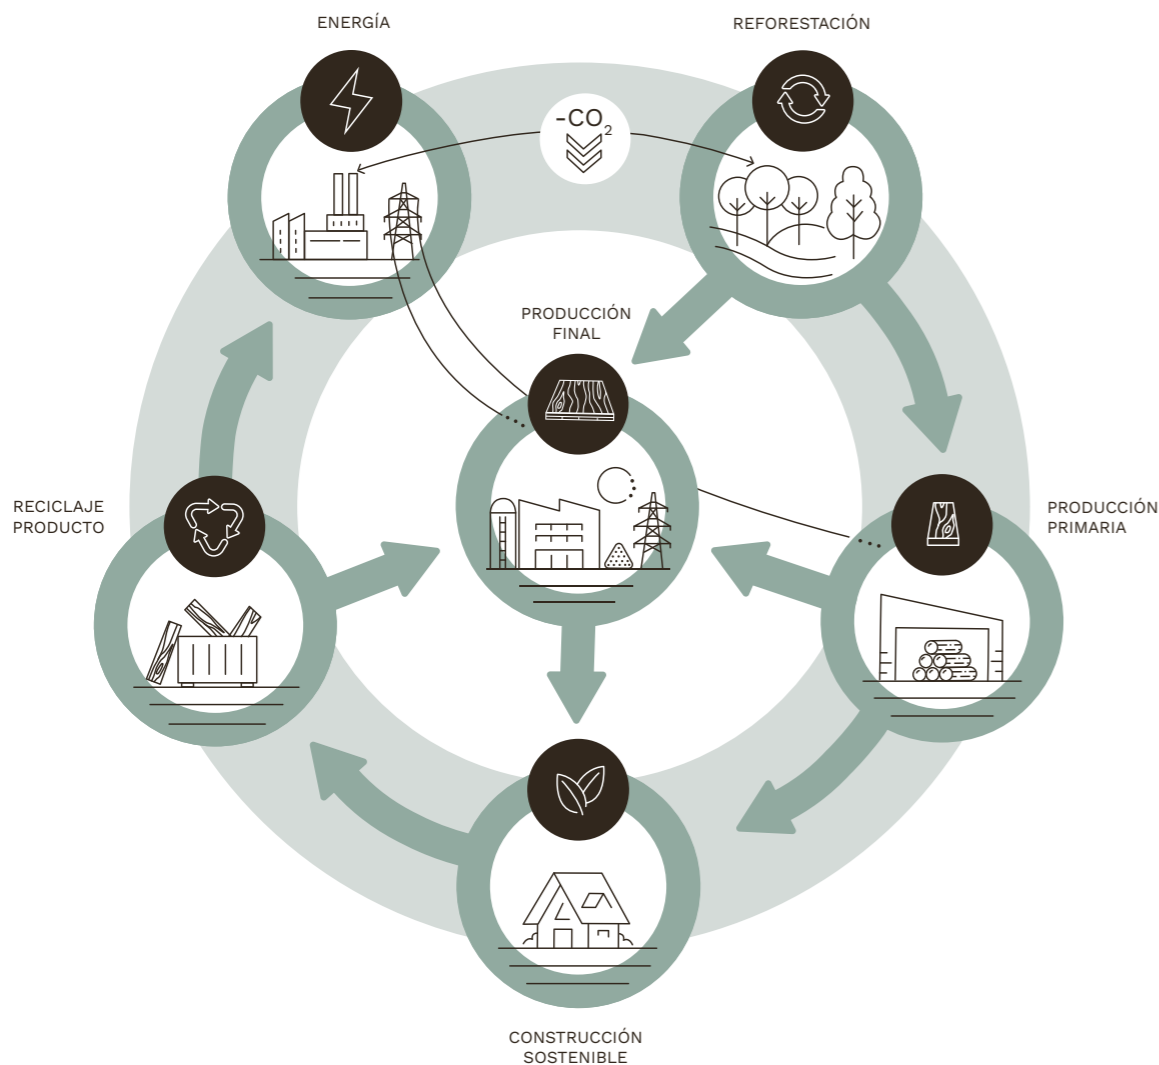 ENERGÍA
REFORESTACIÓN
-CO2
PRODUCCIÓN
FINAL
RECICLAJE
PRODUCTO
PRODUCCIÓN
PRIMARIA
CONSTRUCCIÓN
SOSTENIBLE